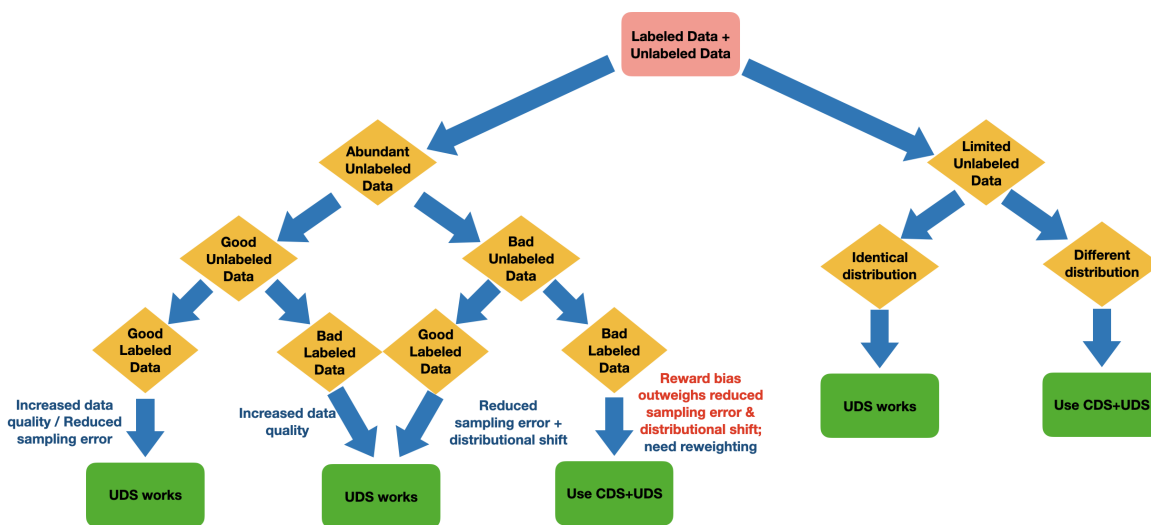 Labeled Data +
Unlabeled Data
Abundant
Unlabeled
Data
Limited
Unlabeled
Data
Good
Unlabeled
Data
Bad
Unlabeled
Data
Identical
distribution
Different
distribution
Good
Labeled
Data
Bad
Labeled
Data
Good
Labeled
Data
Bad
Labeled
Data
Increased data
quality / Reduced
sampling error
Increased data
quality
Reduced
sampling error +
distributional shift
Reward bias
outweighs reduced
sampling error &
distributional shift;
need reweighting
UDS works
Use CDS+UDS
UDS works
UDS works
Use CDS+UDS